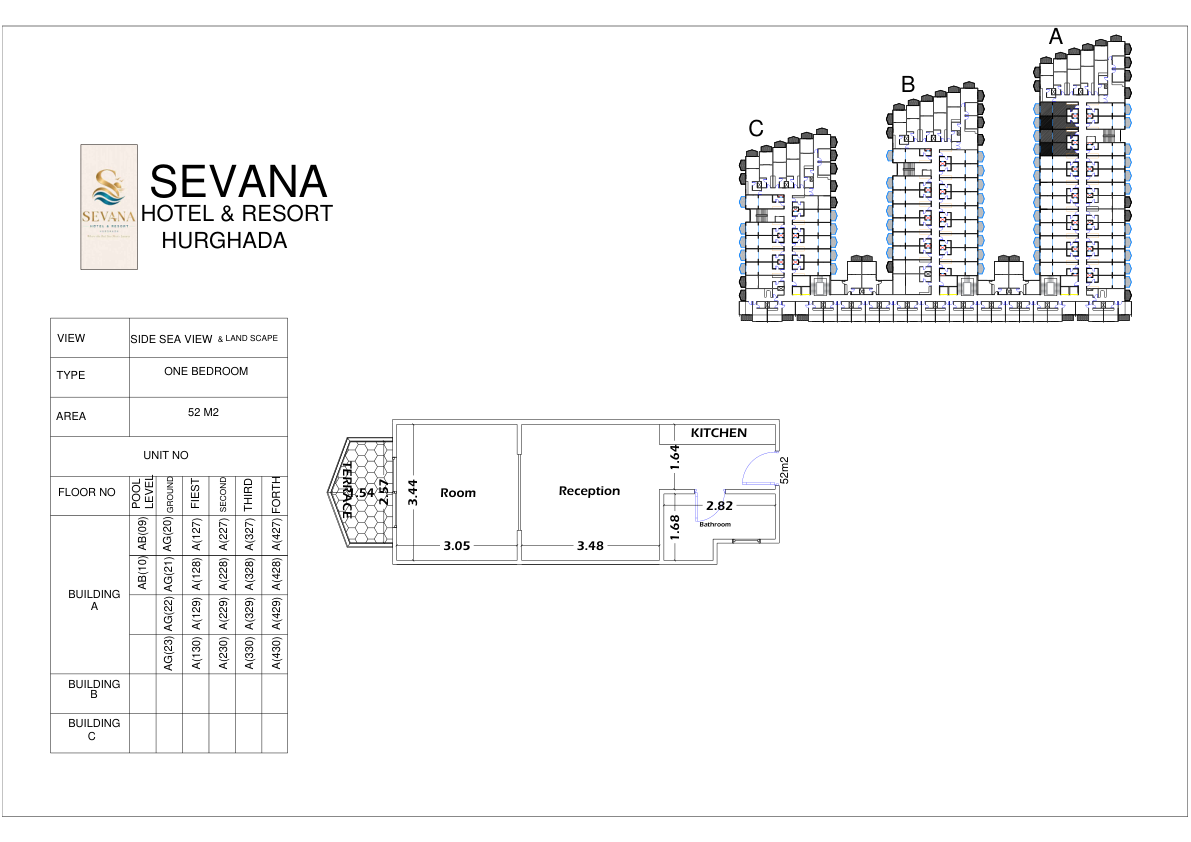 A
B
C
SEVANA
HOTEL & RESORT
HURGHADA
SEVANA
HOTEL & RESORT
VIEW SIDE SEA VIEW & LAND SCAPE
TYPE ONE BEDROOM
AREA 52 M2
UNIT NO
FLOOR NO POOL LEVEL GROUND FIEST SECOND THIRD FORTH
BUILDING A
AB(09) AG(20) A(127) A(227) A(327) A(427)
AB(10) AG(21) A(128) A(228) A(328) A(428)
AG(22) A(129) A(229) A(329) A(429)
AG(23) A(130) A(230) A(330) A(430)
BUILDING B
BUILDING C
KITCHEN
1.64
52m2
TERRACE
1.54
2.57
3.44
Room
Reception
2.82
1.68
Bathroom
3.05
3.48